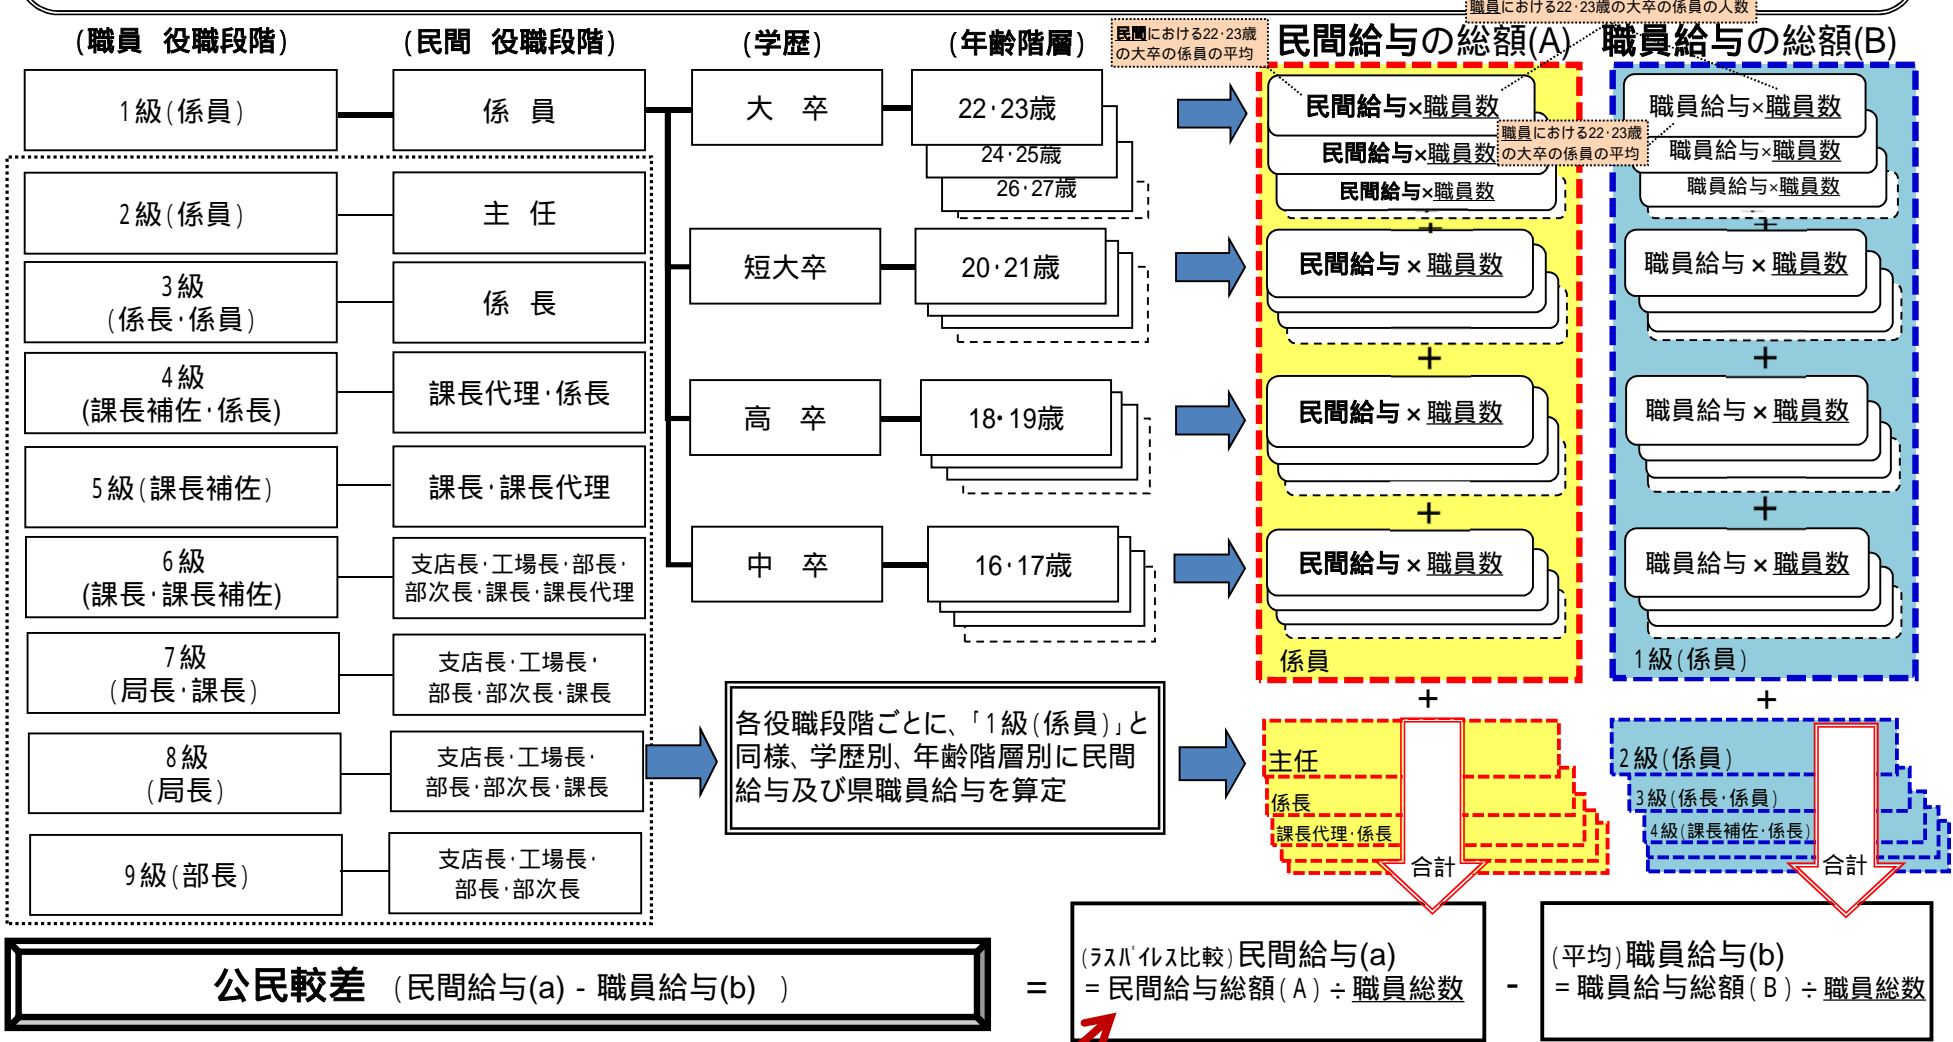 職員における22･23歳の大卒の係員の人数
(職員 役職段階)
(民間 役職段階)
(学歴)
(年齢階層)
民間における22･23歳
の大卒の係員の平均
民間給与の総額(A)
職員給与の総額(B)
1級(係員)
係 員
大 卒
22･23歳
24･25歳
26･27歳
民間給与×職員数
民間給与×職員数
民間給与×職員数
職員における22･23歳
の大卒の係員の平均
職員給与×職員数
職員給与×職員数
職員給与×職員数
2級(係員)
主 任
+
+
短大卒
20･21歳
民間給与×職員数
職員給与×職員数
3級
(係長･係員)
係 長
+
+
4級
(課長補佐･係長)
課長代理･係長
高 卒
18･19歳
民間給与×職員数
職員給与×職員数
5級(課長補佐)
課長･課長代理
+
+
6級
(課長･課長補佐)
支店長･工場長･部長･
部次長･課長･課長代理
中 卒
16･17歳
民間給与×職員数
職員給与×職員数
係員
1級(係員)
7級
(局長･課長)
支店長･工場長･
部長･部次長･課長
+
+
8級
(局長)
支店長･工場長･
部長･部次長･課長
各役職段階ごとに、｢1級(係員)｣と
同様、学歴別、年齢階層別に民間
給与及び県職員給与を算定
主任
係長
課長代理･係長
合計
2級(係員)
3級(係長･係員)
4級(課長補佐･係長)
合計
9級(部長)
支店長･工場長･
部長･部次長
公民較差 (民間給与(a) - 職員給与(b) )
=
(ﾗｽﾊﾟｲﾚｽ比較)民間給与(a)
=民間給与総額(A)÷職員総数
-
(平均)職員給与(b)
=職員給与総額(B)÷職員総数